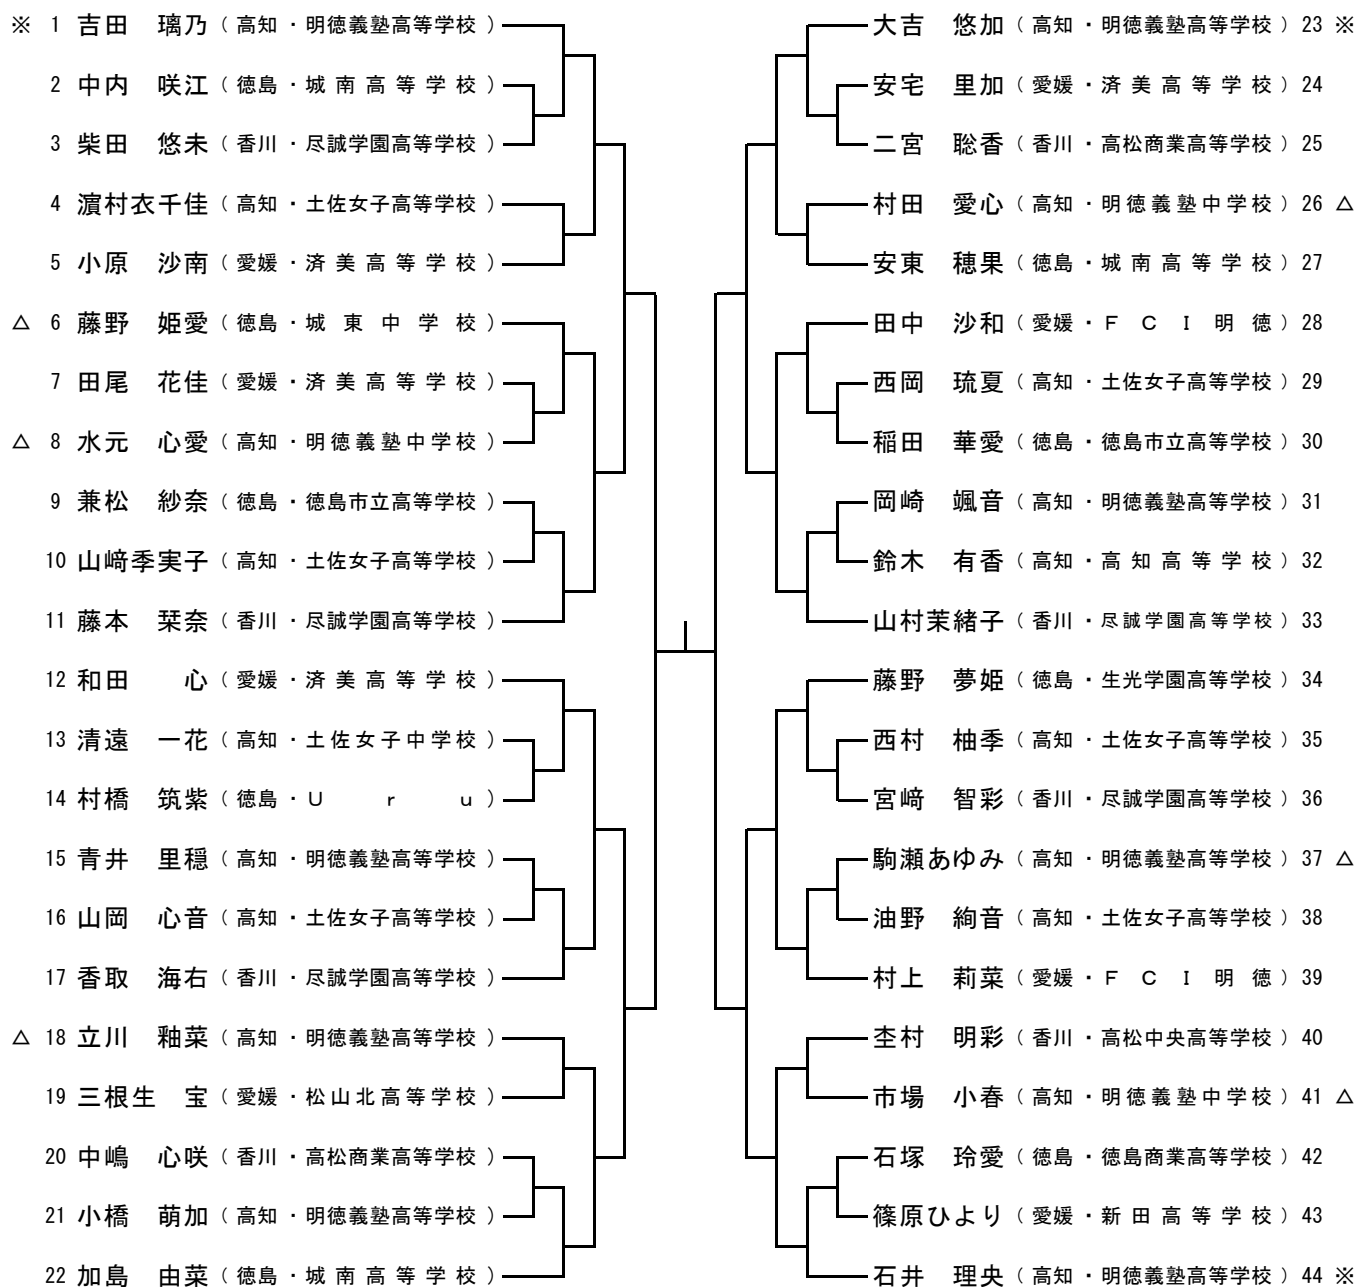 ※ 1 吉田 璃乃 ( 高知 ・ 明徳義塾高等学校 )
2 中内 咲江 ( 徳島 ・ 城南高等学校 )
3 柴田 悠未 ( 香川 ・ 尽誠学園高等学校 )
4 濵村衣千佳 ( 高知 ・ 土佐女子高等学校 )
5 小原 沙南 ( 愛媛 ・ 済美高等学校 )
△ 6 藤野 姫愛 ( 徳島 ・ 城東中学校 )
7 田尾 花佳 ( 愛媛 ・ 済美高等学校 )
△ 8 水元 心愛 ( 高知 ・ 明徳義塾中学校 )
9 兼松 紗奈 ( 徳島 ・ 徳島市立高等学校 )
10 山﨑季実子 ( 高知 ・ 土佐女子高等学校 )
11 藤本 栞奈 ( 香川 ・ 尽誠学園高等学校 )
12 和田 心 ( 愛媛 ・ 済美高等学校 )
13 清遠 一花 ( 高知 ・ 土佐女子中学校 )
14 村橋 筑紫 ( 徳島 ・ Uru )
15 青井 里穏 ( 高知 ・ 明徳義塾高等学校 )
16 山岡 心音 ( 高知 ・ 土佐女子高等学校 )
17 香取 海右 ( 香川 ・ 尽誠学園高等学校 )
△ 18 立川 釉菜 ( 高知 ・ 明徳義塾高等学校 )
19 三根生 宝 ( 愛媛 ・ 松山北高等学校 )
20 中嶋 心咲 ( 香川 ・ 高松商業高等学校 )
21 小橋 萌加 ( 高知 ・ 明徳義塾高等学校 )
22 加島 由菜 ( 徳島 ・ 城南高等学校 )
大吉 悠加 ( 高知 ・ 明徳義塾高等学校 ) 23 ※
安宅 里加 ( 愛媛 ・ 済美高等学校 ) 24
二宮 聡香 ( 香川 ・ 高松商業高等学校 ) 25
村田 愛心 ( 高知 ・ 明徳義塾中学校 ) 26 △
安東 穂果 ( 徳島 ・ 城南高等学校 ) 27
田中 沙和 ( 愛媛 ・ FCI明徳 ) 28
西岡 琉夏 ( 高知 ・ 土佐女子高等学校 ) 29
稲田 華愛 ( 徳島 ・ 徳島市立高等学校 ) 30
岡崎 颯音 ( 高知 ・ 明徳義塾高等学校 ) 31
鈴木 有香 ( 高知 ・ 高知高等学校 ) 32
山村茉緒子 ( 香川 ・ 尽誠学園高等学校 ) 33
藤野 夢姫 ( 徳島 ・ 生光学園高等学校 ) 34
西村 柚季 ( 高知 ・ 土佐女子高等学校 ) 35
宮﨑 智彩 ( 香川 ・ 尽誠学園高等学校 ) 36
駒瀬あゆみ ( 高知 ・ 明徳義塾高等学校 ) 37 △
油野 絢音 ( 高知 ・ 土佐女子高等学校 ) 38
村上 莉菜 ( 愛媛 ・ FCI明徳 ) 39
杢村 明彩 ( 香川 ・ 高松中央高等学校 ) 40
市場 小春 ( 高知 ・ 明徳義塾中学校 ) 41 △
石塚 玲愛 ( 徳島 ・ 徳島商業高等学校 ) 42
篠原ひより ( 愛媛 ・ 新田高等学校 ) 43
石井 理央 ( 高知 ・ 明徳義塾高等学校 ) 44 ※